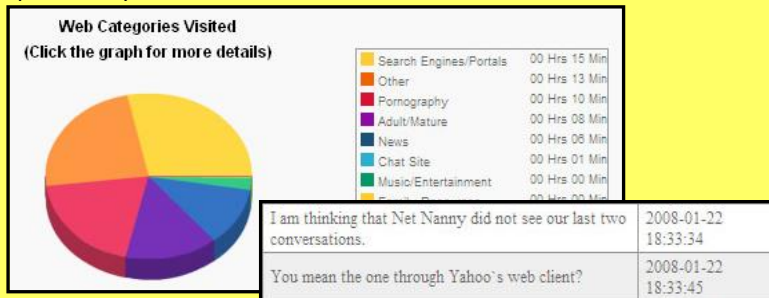 Web Categories Visited
(Click the graph for more details)
Search Engines/Portals 00 Hrs 15 Min
Other 00 Hrs 13 Min
Pornography 00 Hrs 10 Min
Adult/Mature 00 Hrs 08 Min
News 00 Hrs 06 Min
Chat Site 00 Hrs 01 Min
Music/Entertainment 00 Hrs 00 Min
I am thinking that Net Nanny did not see our last two
conversations.
2008-01-22
18:33:34
You mean the one through Yahoo`s web client?
2008-01-22
18:33:45